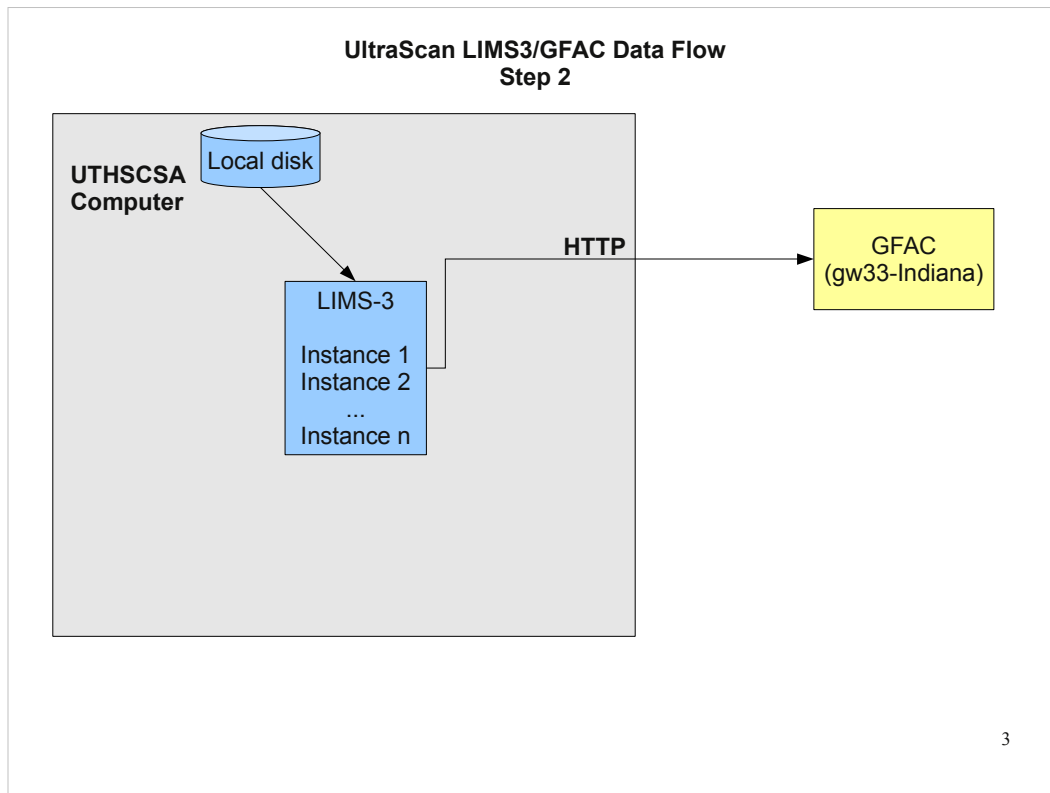 UltraScan LIMS3/GFAC Data Flow
Step 2
Local disk
UTHSCSA
Computer
HTTP
GFAC
(gw33-Indiana)
LIMS-3
Instance 1
Instance 2
...
Instance n
3